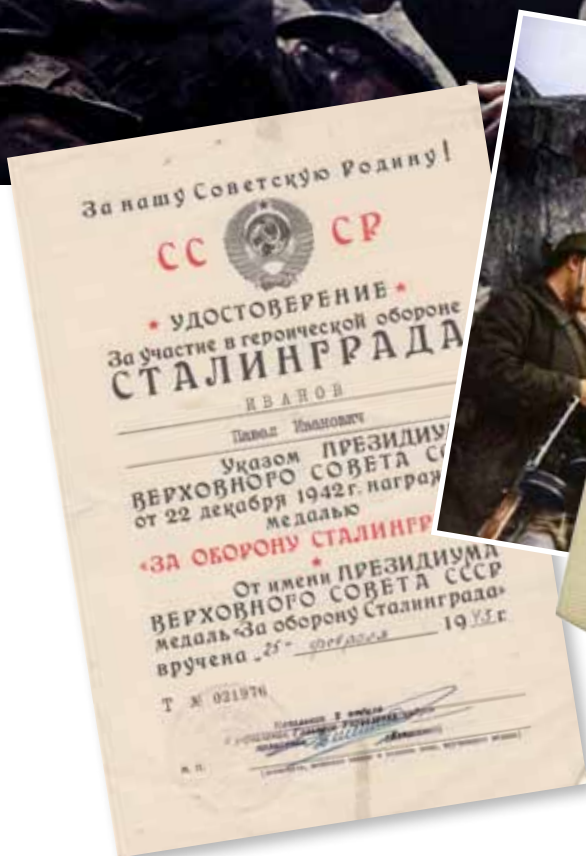 За нашу Советскую Родину!
СС СР
УДОСТОВЕРЕНИЕ
За участие в героической обороне
СТАЛИНГРАДА
ИВАНОВ
Павел Иванович
Указом ПРЕЗИДИУ
ВЕРХОВНОГО СОВЕТА С
от 22 декабря 1942 г. награж
медалью
«ЗА ОБОРОНУ СТАЛИНГР
От имени ПРЕЗИДИУМА
ВЕРХОВНОГО СОВЕТА СССР
медаль «За оборону Сталинграда»
вручена „25“ февраля 19 г.
Т № 021976
М. П.